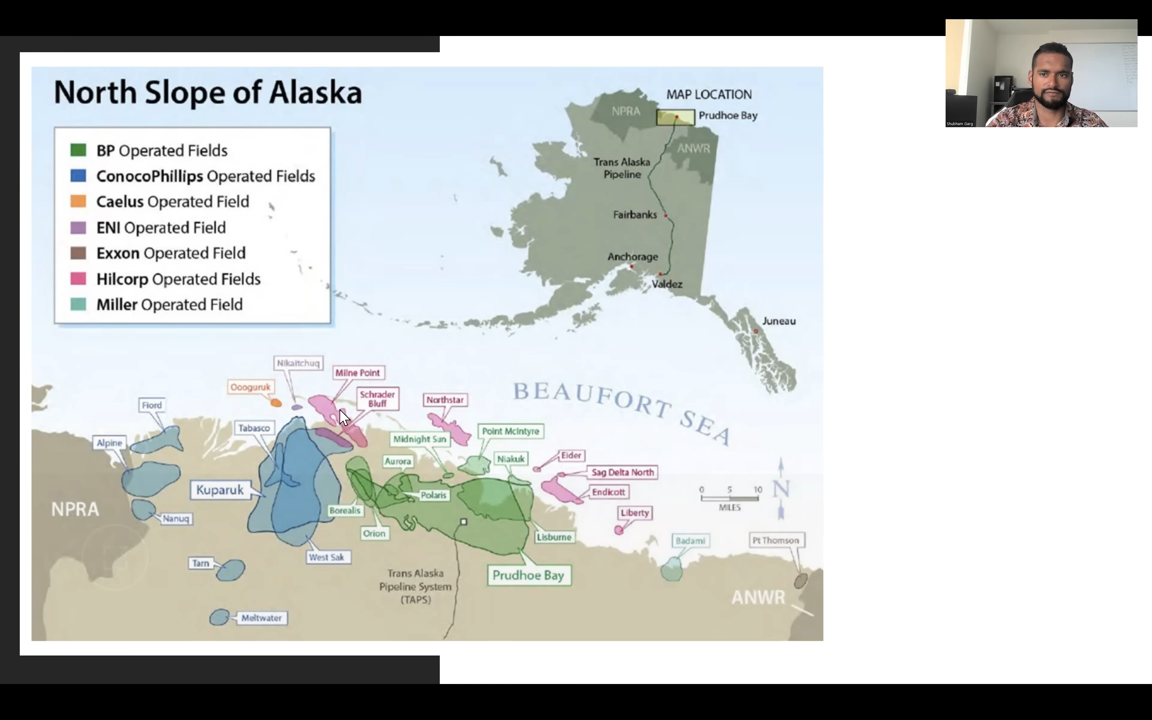 North Slope of Alaska
BP Operated Fields
ConocoPhillips Operated Fields
Caelus Operated Field
ENI Operated Field
Exxon Operated Field
Hilcorp Operated Fields
Miller Operated Field
MAP LOCATION
NPRA
Prudhoe Bay
ANWR
Trans Alaska
Pipeline
Fairbanks
Anchorage
Valdez
Juneau
BEAUFORT SEA
Nikaitchuq
Milne Point
Oooguruk
Schrader
Bluff
Northstar
Fiord
Tabasco
Midnight Sun
Point McIntyre
Alpine
Aurora
Niakuk
Eider
Sag Delta North
Kuparuk
Polaris
Endicott
0 5 10
MILES
N
NPRA
Nanuq
Borealis
Orion
Liberty
Lisburne
West Sak
Badami
Pt Thomson
Tarn
Trans Alaska
Pipeline System
(TAPS)
Prudhoe Bay
ANWR
Meltwater
Shubham Garg